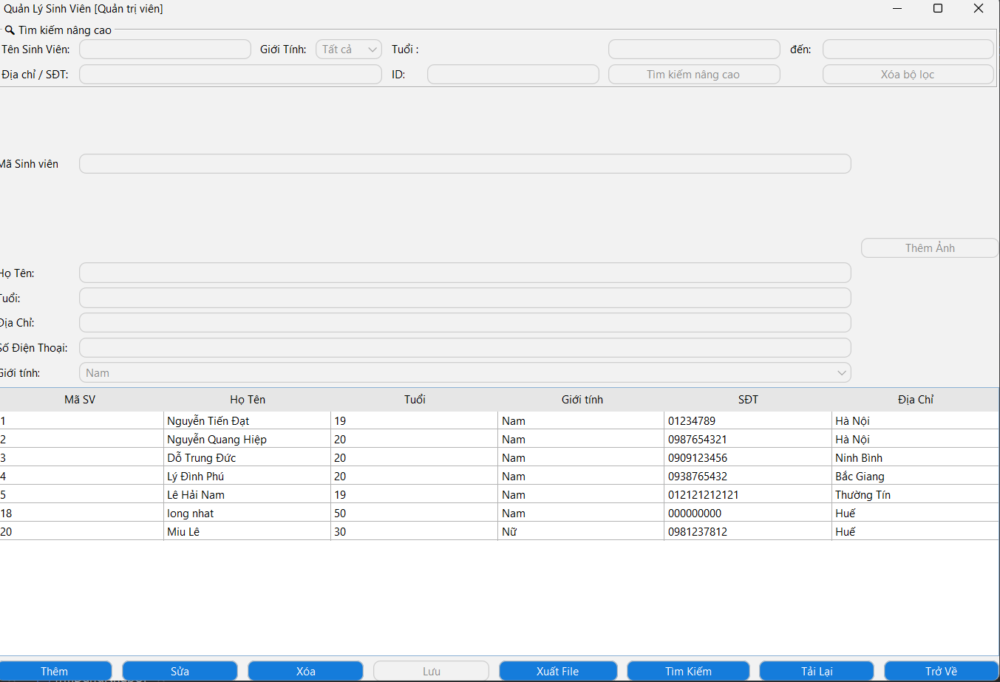 Quản Lý Sinh Viên [Quản trị viên]
Tìm kiếm nâng cao
Tên Sinh Viên: Giới Tính: Tất cả Tuổi : đến:
Địa chỉ / SĐT: ID: Tìm kiếm nâng cao Xóa bộ lọc
Mã Sinh viên
Thêm Ảnh
Họ Tên:
Tuổi:
Địa Chỉ:
Số Điện Thoại:
Giới tính: Nam
Mã SV Họ Tên Tuổi Giới tính SĐT Địa Chỉ
1 Nguyễn Tiến Đạt 19 Nam 01234789 Hà Nội
2 Nguyễn Quang Hiệp 20 Nam 0987654321 Hà Nội
3 Dỗ Trung Đức 20 Nam 0909123456 Ninh Bình
4 Lý Đình Phú 20 Nam 0938765432 Bắc Giang
5 Lê Hải Nam 19 Nam 012121212121 Thường Tín
18 long nhat 50 Nam 000000000 Huế
20 Miu Lê 30 Nữ 0981237812 Huế
Thêm Sửa Xóa Lưu Xuất File Tìm Kiếm Tải Lại Trở Về